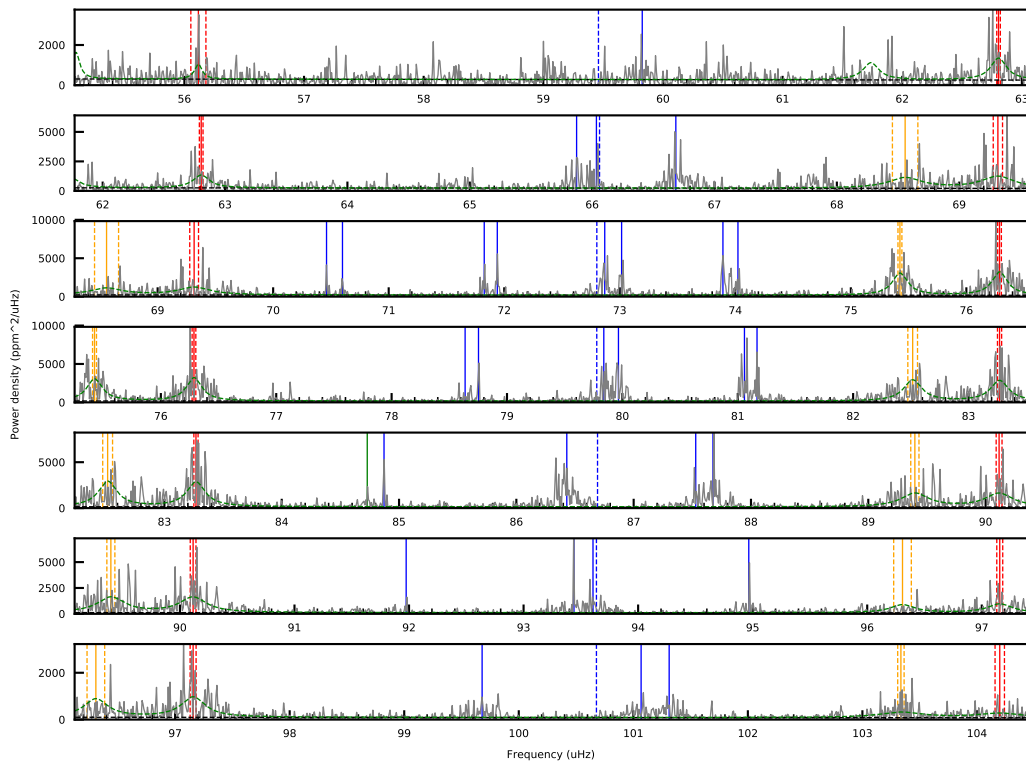 2000
0
56 57 58 59 60 61 62 63
5000
2500
0
62 63 64 65 66 67 68 69
10000
5000
0
69 70 71 72 73 74 75 76
10000
5000
0
76 77 78 79 80 81 82 83
5000
0
83 84 85 86 87 88 89 90
5000
2500
0
90 91 92 93 94 95 96 97
2000
0
97 98 99 100 101 102 103 104
Power density (ppm^2/uHz)
Frequency (uHz)